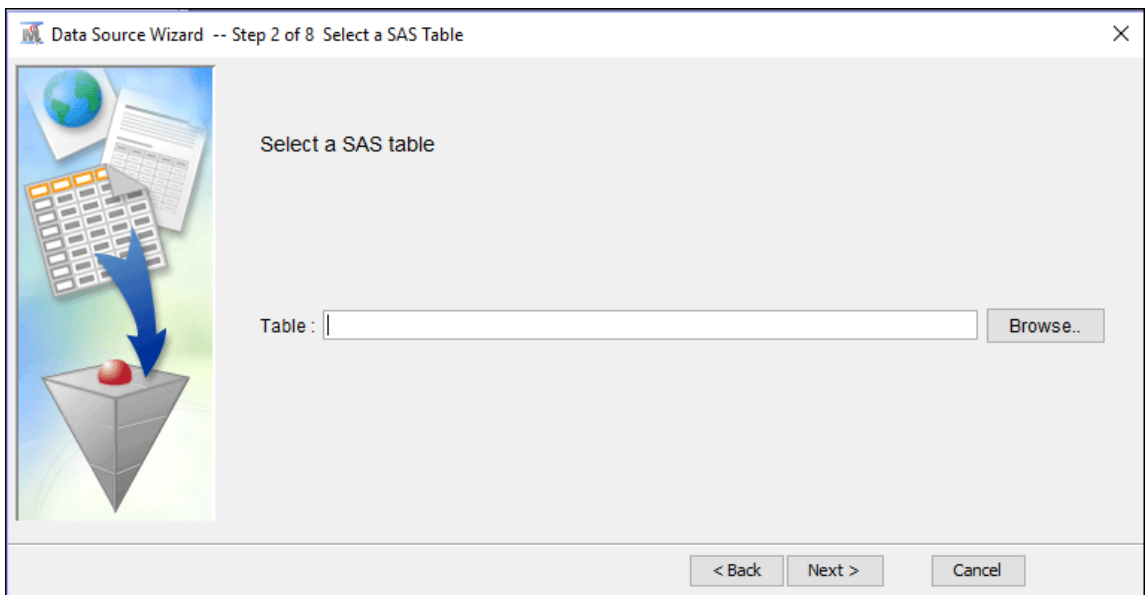 Data Source Wizard -- Step 2 of 8 Select a SAS Table
Select a SAS table
Table : Browse..
< Back Next > Cancel